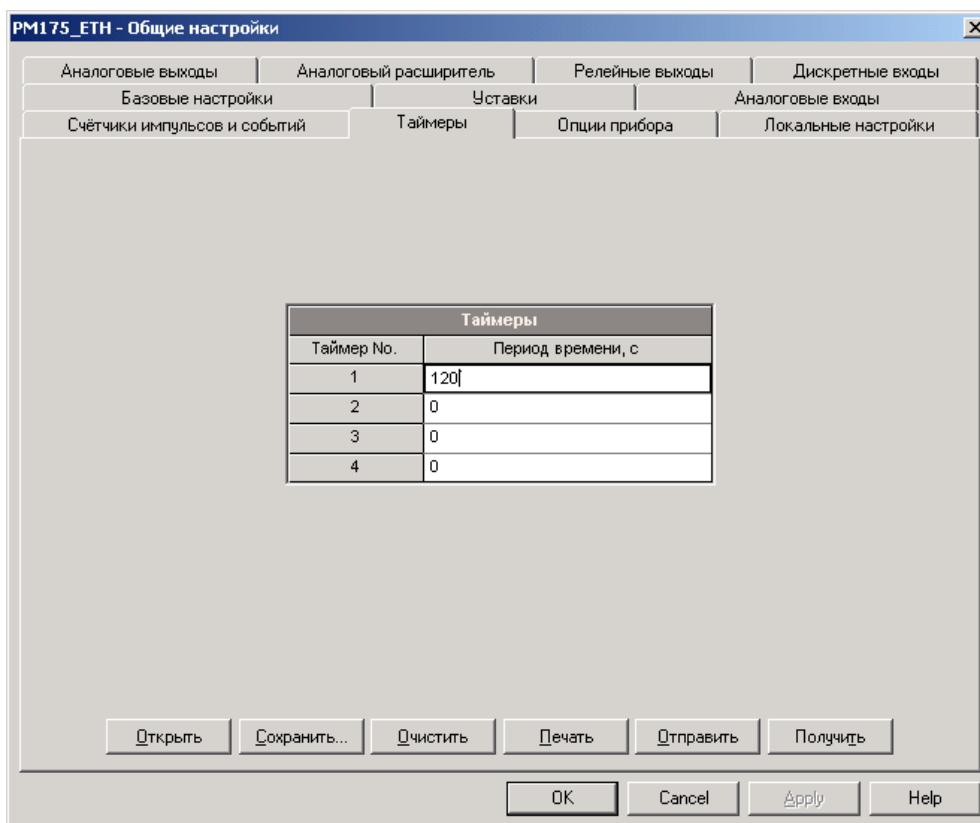 PM175_ETH - Общие настройки
Аналоговые выходы Аналоговый расширитель Релейные выходы Дискретные входы
Базовые настройки Уставки Аналоговые входы
Счётчики импульсов и событий Таймеры Опции прибора Локальные настройки
Таймеры
Таймер No. Период времени, с
1 120
2 0
3 0
4 0
Открыть Сохранить... Очистить Печать Отправить Получить
OK Cancel Apply Help